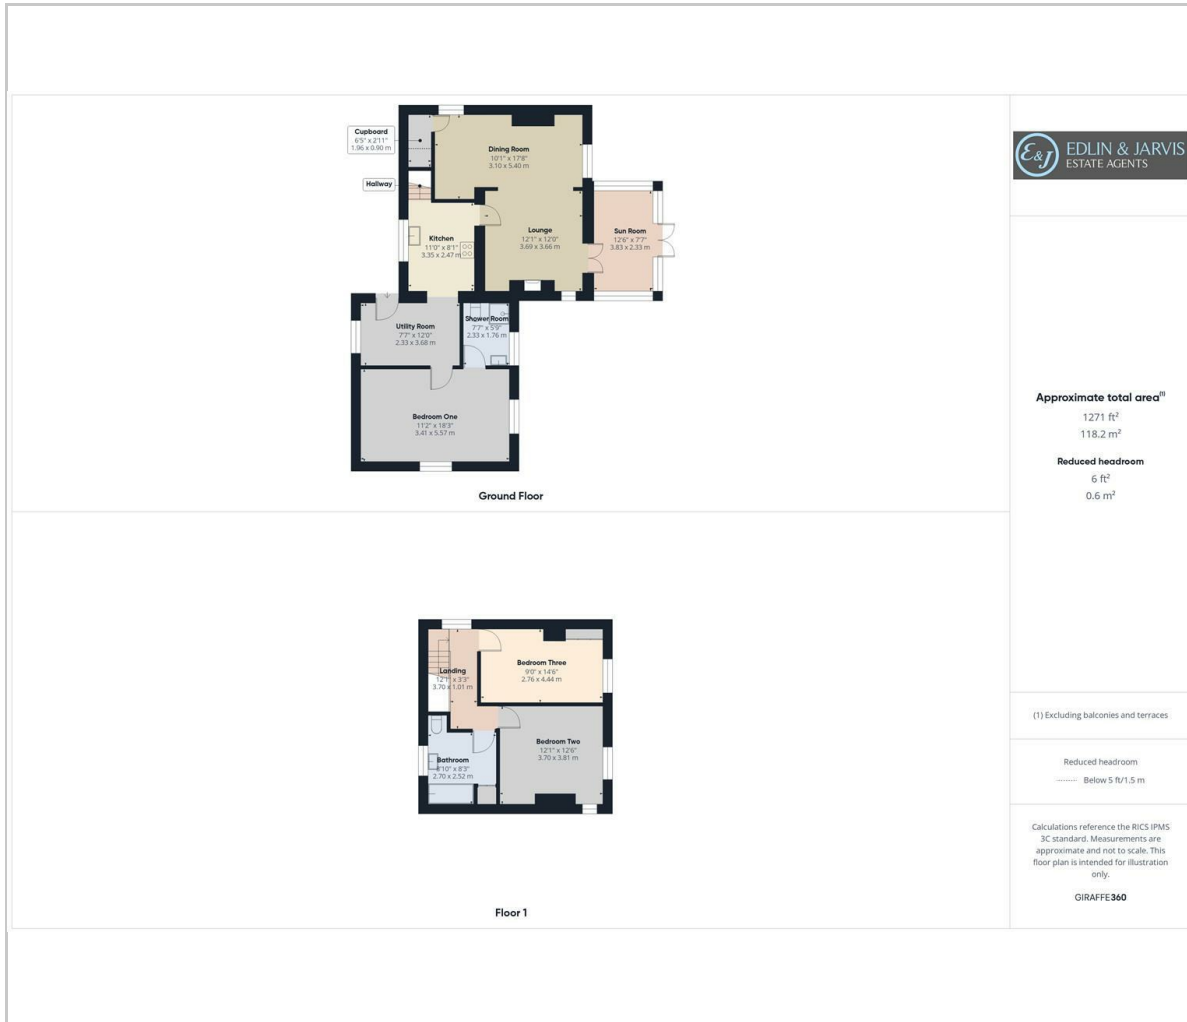 Cupboard
6'5" x 2'11"
1.96 x 0.90 m
Hallway
Dining Room
10'1" x 17'8"
3.10 x 5.40 m
Kitchen
11'0" x 8'1"
3.35 x 2.47 m
Lounge
12'1" x 12'0"
3.69 x 3.66 m
Sun Room
12'6" x 7'7"
3.83 x 2.33 m
Utility Room
7'7" x 12'0"
2.33 x 3.68 m
Shower Room
7'7" x 5'9"
2.33 x 1.76 m
Bedroom One
11'2" x 18'3"
3.41 x 5.57 m
Ground Floor
Landing
12'1" x 3'3"
3.70 x 1.01 m
Bedroom Three
9'0" x 14'6"
2.76 x 4.44 m
Bathroom
8'10" x 8'3"
2.70 x 2.52 m
Bedroom Two
12'1" x 12'6"
3.70 x 3.81 m
Floor 1
E&J
EDLIN & JARVIS
ESTATE AGENTS
Approximate total area⁽¹⁾
1271 ft²
118.2 m²
Reduced headroom
6 ft²
0.6 m²
(1) Excluding balconies and terraces
Reduced headroom
Below 5 ft/1.5 m
Calculations reference the RICS IPMS
3C standard. Measurements are
approximate and not to scale. This
floor plan is intended for illustration
only.
GIRAFFE360